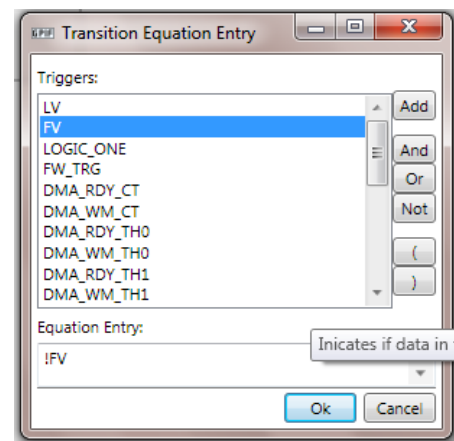 GPIF Transition Equation Entry
Triggers:
LV
Add
FV
LOGIC_ONE
And
FW_TRG
Or
DMA_RDY_CT
DMA_WM_CT
Not
DMA_RDY_TH0
DMA_WM_TH0
(
DMA_RDY_TH1
)
DMA_WM_TH1
Equation Entry:
Inicates if data in
!FV
Ok
Cancel